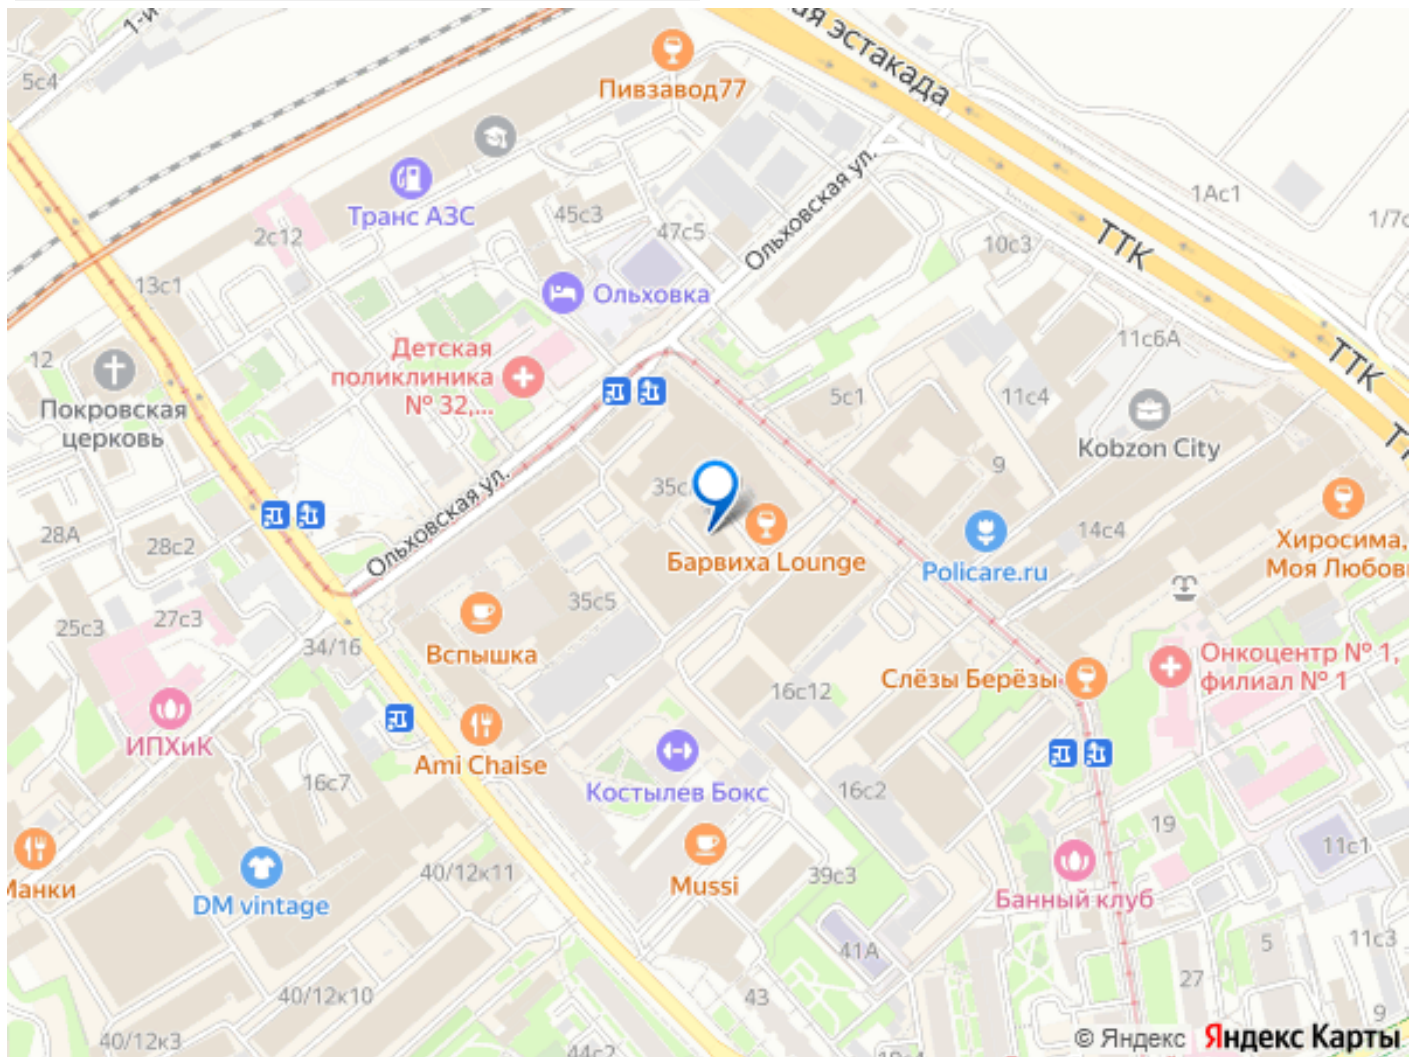 1-й
ая эстакада
5с4
Пивзавод77
Транс АЗС
45с3
47с5
2с12
Ольховская ул.
10с3
ТТК
1Ас1
1/7с
13с1
Ольховка
12
Детская
поликлиника
№ 32,...
11с6А
ТТК
Покровская
церковь
5с1
11с4
Kobzon City
Т
9
35с
28А
28с2
Ольховская ул.
Барвиха Lounge
Policare.ru
14с4
Хиросима,
Моя Любовь
35с5
25с3
27с3
34/16
Вспышка
Слёзы Берёзы
Онкоцентр № 1,
филиал № 1
16с12
ИПХиК
Ami Chaise
16с7
Костылев Бокс
16с2
19
11с1
Манки
DM vintage
40/12к11
Mussi
39с3
Банный клуб
41А
5
11с3
27
40/12к10
43
9
40/12к3
44с2
© Яндекс Яндекс Карты